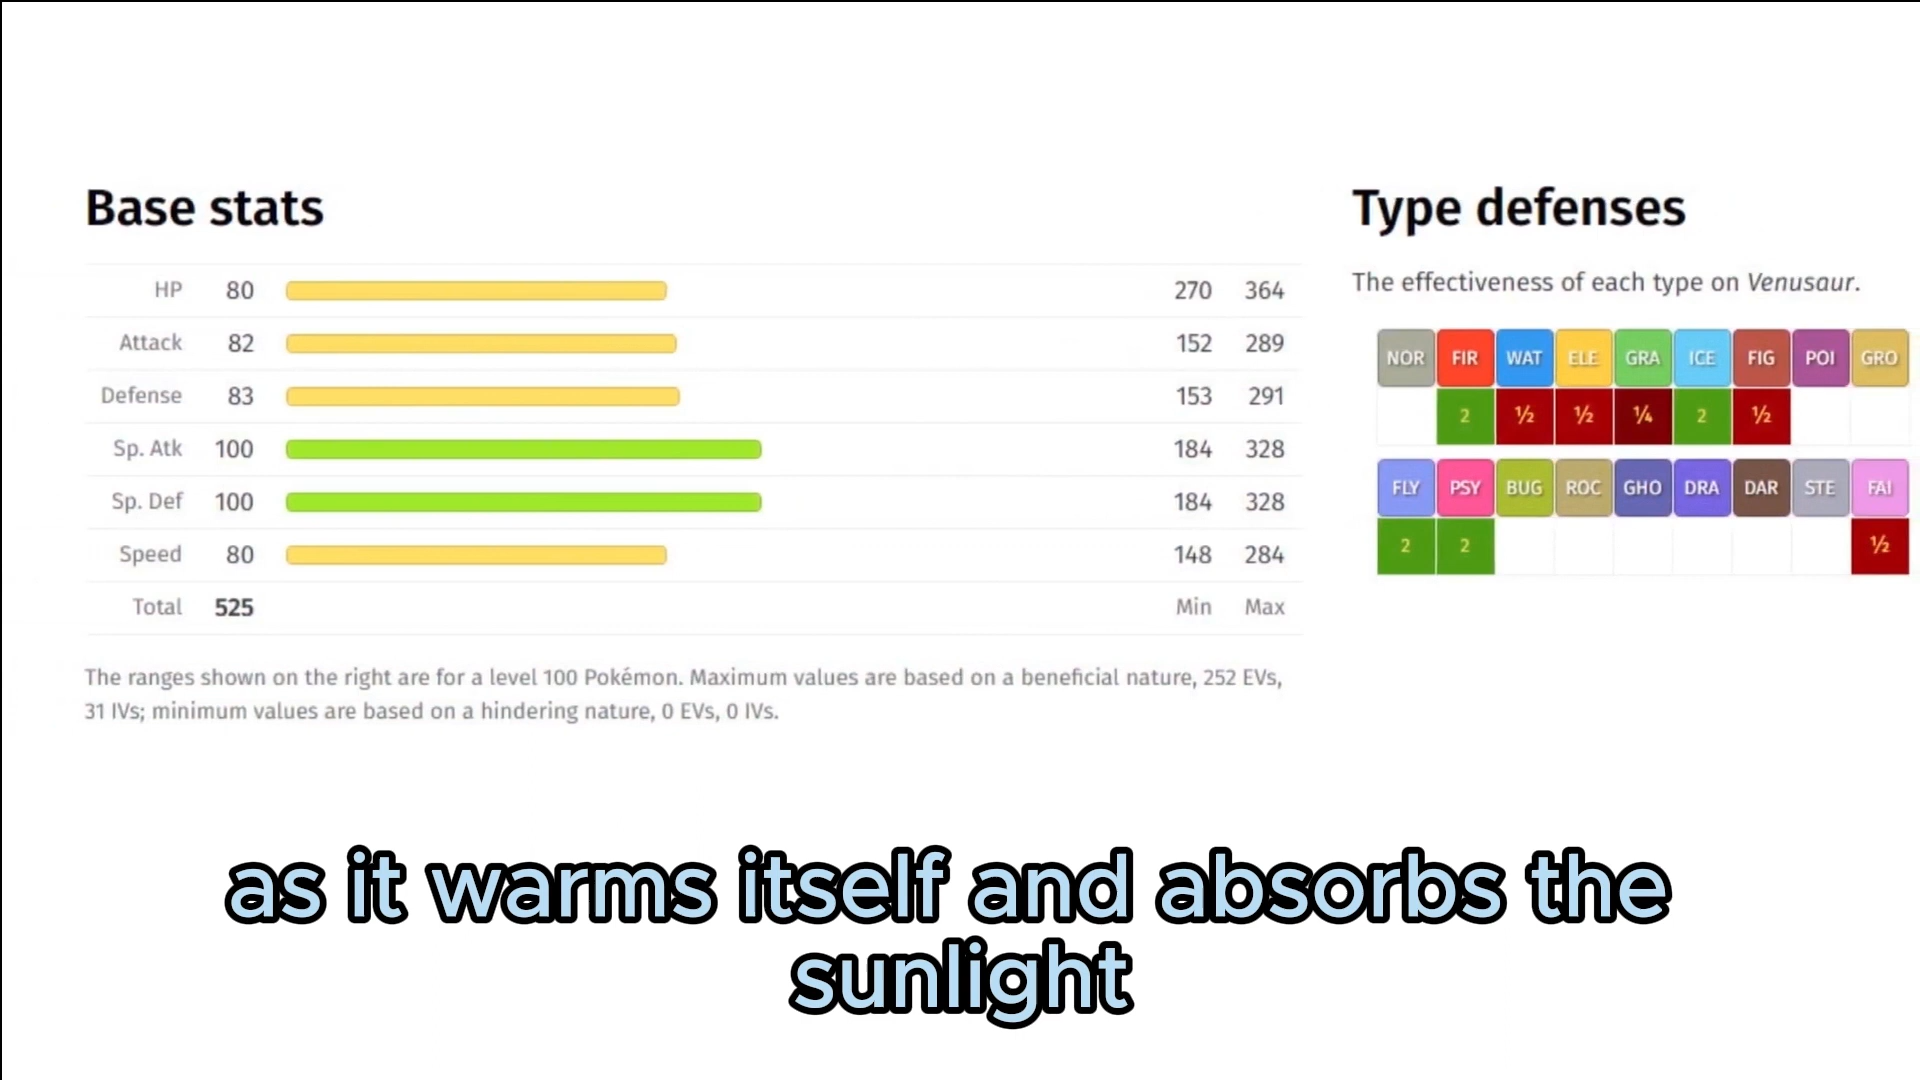 Base stats
HP 80 270 364
Attack 82 152 289
Defense 83 153 291
Sp. Atk 100 184 328
Sp. Def 100 184 328
Speed 80 148 284
Total 525 Min Max
The ranges shown on the right are for a level 100 Pokémon. Maximum values are based on a beneficial nature, 252 EVs,
31 IVs; minimum values are based on a hindering nature, 0 EVs, 0 IVs.
Type defenses
The effectiveness of each type on Venusaur.
NOR FIR WAT ELE GRA ICE FIG POI GRO
2 ½ ½ ¼ 2 ½
FLY PSY BUG ROC GHO DRA DAR STE FAI
2 2 ½
as it warms itself and absorbs the
sunlight